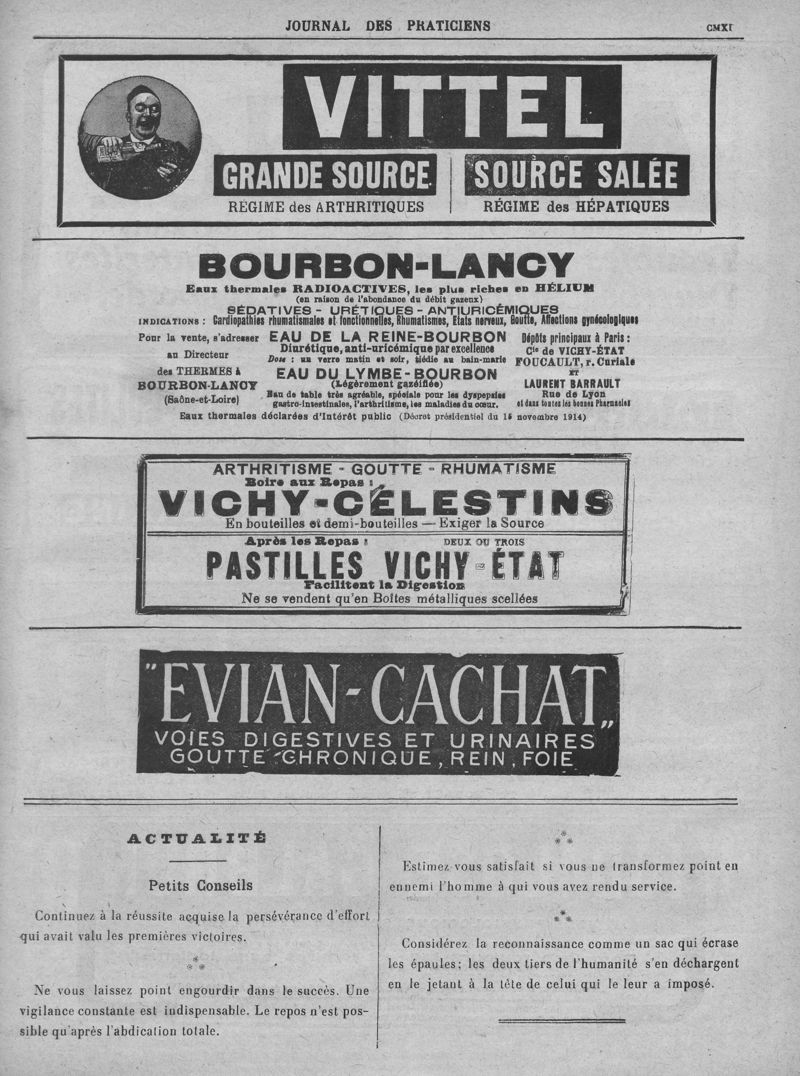 JOURNAL DES PRATICIENS
CMXI
VITTEL
GRANDE SOURCE
SOURCE SALÉE
RÉGIME des ARTHRITIQUES
RÉGIME des HÉPATIQUES
BOURBON-LANCY
Eaux thermales RADIOACTIVES, les plus riches en HÉLIUM
(en raison de l'abondance du débit gazeux)
SÉDATIVES - URÉTIQUES - ANTIURICÉMIQUES
INDICATIONS : Cardiopathies rhumatismales et fonctionnelles, Rhumatismes, Etats nerveux, Goutte, Affections gynécologiques
Pour la vente, s'adresser
au Directeur
des THERMES à
BOURBON-LANCY
(Saône-et-Loire)
EAU DE LA REINE-BOURBON
Diurétique, anti-uricémique par excellence
Dose : un verre matin et soir, tiédie au bain-marie
EAU DU LYMBE-BOURBON
(Légèrement gazéifiée)
Eau de table très agréable, spéciale pour les dyspepsies
gastro-intestinales, l'arthritisme, les maladies du cœur.
Dépôts principaux à Paris :
Cie de VICHY-ÉTAT
FOUCAULT, r. Curiale
ET
LAURENT BARRAULT
Rue de Lyon
et dans toutes les bonnes Pharmacies
Eaux thermales déclarées d'Intérêt public (Décret présidentiel du 15 novembre 1914)
ARTHRITISME - GOUTTE - RHUMATISME
Boire aux Repas :
VICHY-CÉLESTINS
En bouteilles et demi-bouteilles — Exiger la Source
Après les Repas : DEUX OU TROIS
PASTILLES VICHY-ÉTAT
Facilitent la Digestion
Ne se vendent qu'en Boîtes métalliques scellées
"EVIAN-CACHAT„
VOIES DIGESTIVES ET URINAIRES
GOUTTE CHRONIQUE, REIN, FOIE
ACTUALITÉ
Petits Conseils
Continuez à la réussite acquise la persévérance d'effort
qui avait valu les premières victoires.
Ne vous laissez point engourdir dans le succès. Une
vigilance constante est indispensable. Le repos n'est pos-
sible qu'après l'abdication totale.
Estimez vous satisfait si vous ne transformez point en
ennemi l'homme à qui vous avez rendu service.
Considérez la reconnaissance comme un sac qui écrase
les épaules; les deux tiers de l'humanité s'en déchargent
en le jetant à la tête de celui qui le leur a imposé.